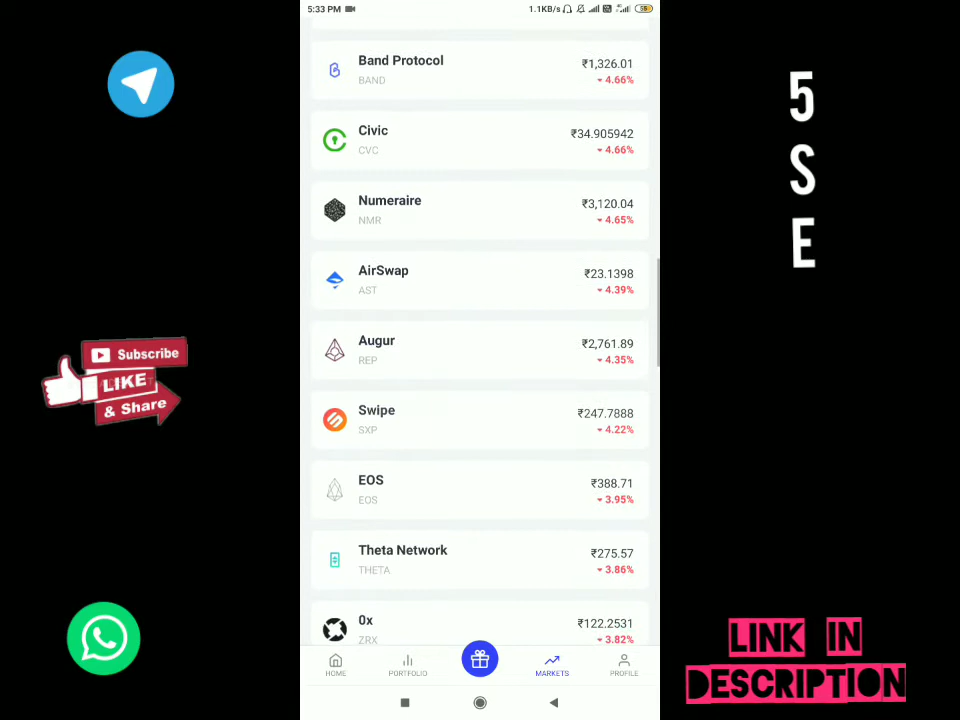 5:33 PM
1.1KB/s
55
Band Protocol
BAND
₹1,326.01
4.66%
Civic
CVC
₹34.905942
4.66%
Numeraire
NMR
₹3,120.04
4.65%
AirSwap
AST
₹23.1398
4.39%
Augur
REP
₹2,761.89
4.35%
Swipe
SXP
₹247.7888
4.22%
EOS
EOS
₹388.71
3.95%
Theta Network
THETA
₹275.57
3.86%
0x
ZRX
₹122.2531
3.82%
HOME
PORTFOLIO
MARKETS
PROFILE
Subscribe
LIKE
& Share
5
S
E
LINK IN
DESCRIPTION